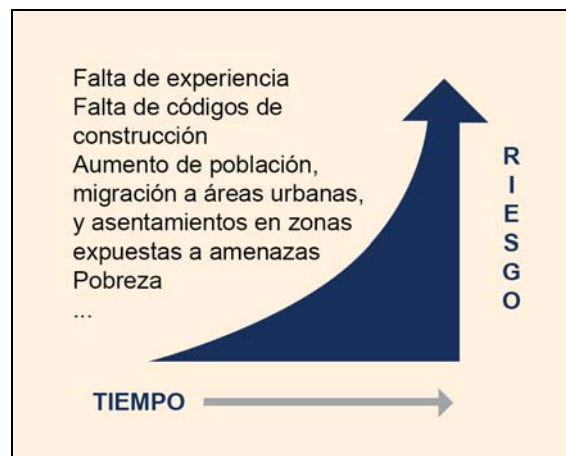 Falta de experiencia
Falta de códigos de
construcción
Aumento de población,
migración a áreas urbanas,
y asentamientos en zonas
expuestas a amenazas
Pobreza
...
RIESGO
TIEMPO